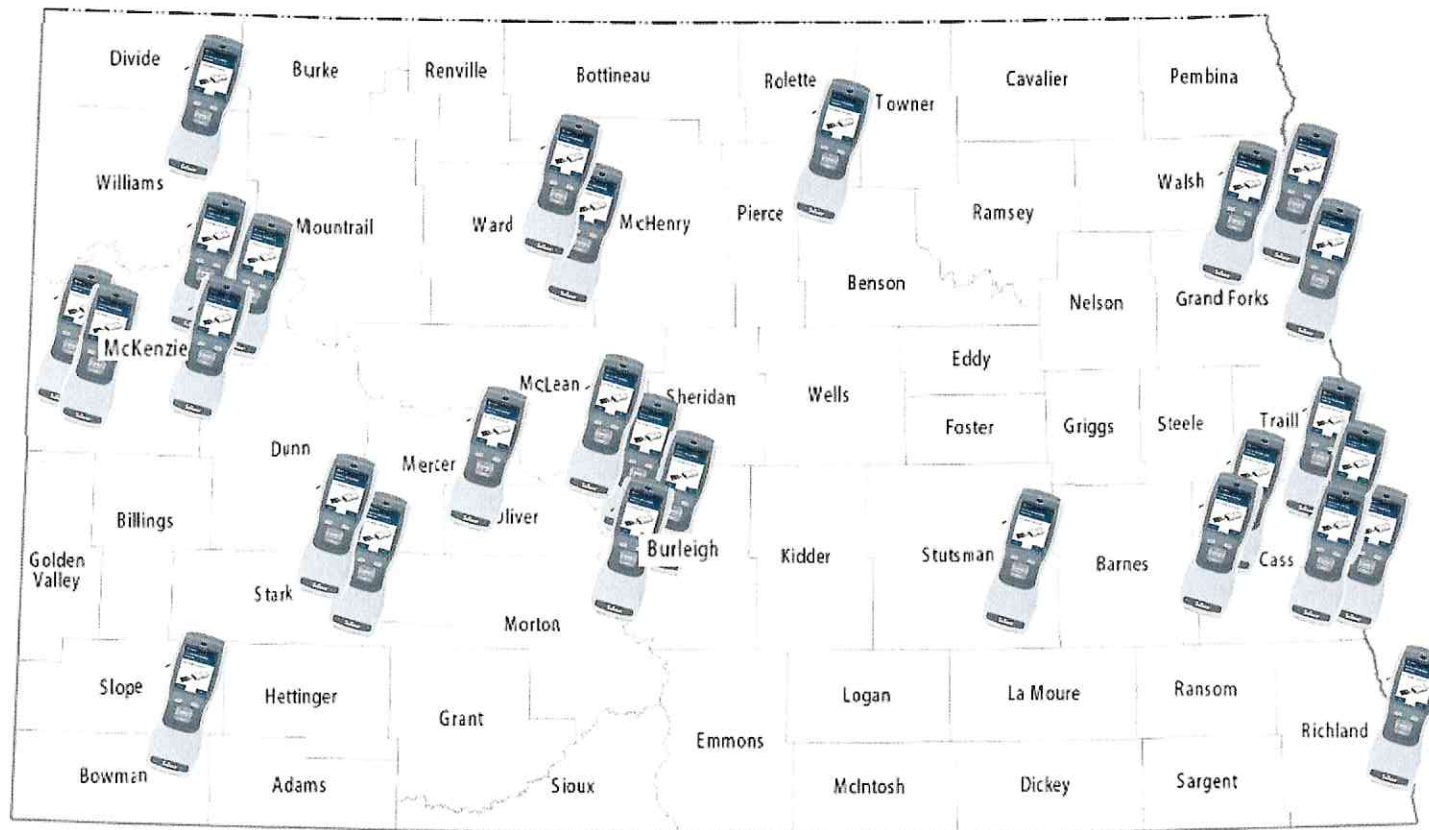 Divide
Burke
Renville
Bottineau
Rolette
Towner
Cavalier
Pembina
Williams
Mountrail
Ward
McHenry
Pierce
Ramsey
Walsh
Benson
Nelson
Grand Forks
McKenzie
McLean
Sheridan
Wells
Eddy
Foster
Griggs
Steele
Traill
Dunn
Mercer
Oliver
Billings
Golden
Valley
Stark
Burleigh
Kidder
Stutsman
Barnes
Cass
Morton
Slope
Hettinger
Grant
Logan
La Moure
Ransom
Richland
Emmons
Bowman
Adams
Sioux
McIntosh
Dickey
Sargent